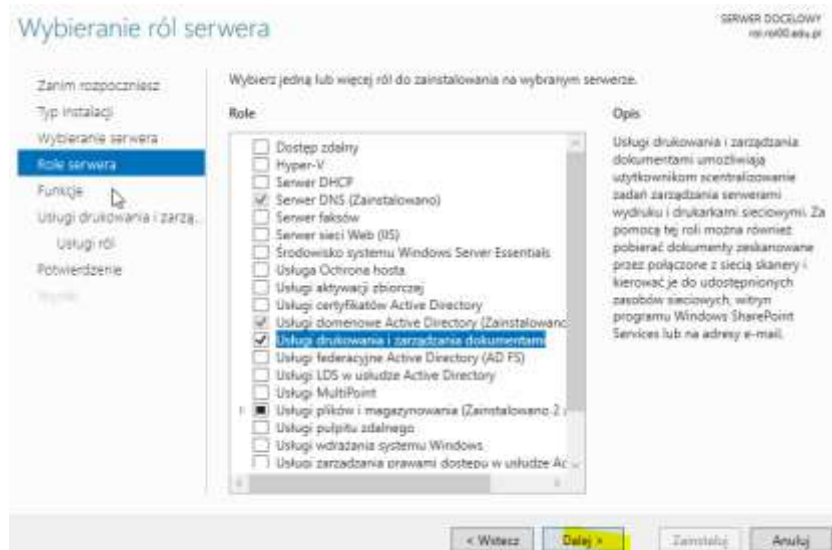 Wybieranie ról serwera
SERWER DOCELOWY
Zanim rozpoczniesz
Typ instalacji
Wybieranie serwera
Role serwera
Funkcje
Usługi drukowania i zarzą...
Usługi ról
Potwierdzenie
Wybierz jedną lub więcej ról do zainstalowania na wybranym serwerze.
Role
Dostęp zdalny
Hyper-V
Serwer DHCP
Serwer DNS (Zainstalowano)
Serwer faksów
Serwer sieci Web (IIS)
Środowisko systemu Windows Server Essentials
Usługa Ochrona hosta
Usługi aktywacji zbiorczej
Usługi certyfikatów Active Directory
Usługi domenowe Active Directory (Zainstalowano
Usługi drukowania i zarządzania dokumentami
Usługi federacyjne Active Directory (AD FS)
Usługi LDS w usłudze Active Directory
Usługi MultiPoint
Usługi plików i magazynowania (Zainstalowano 2
Usługi pulpitu zdalnego
Usługi wdrażania systemu Windows
Usługi zarządzania prawami dostępu w usłudze Ac
Opis
Usługi drukowania i zarządzania
dokumentami umożliwiają
użytkownikom scentralizowanie
zadań zarządzania serwerami
wydruku i drukarkami sieciowymi. Za
pomocą tej roli można również
pobierać dokumenty zeskanowane
przez połączone z siecią skanery i
kierować je do udostępnionych
zasobów sieciowych, witryn
programu Windows SharePoint
Services lub na adresy e-mail.
< Wstecz
Dalej >
Zainstaluj
Anuluj